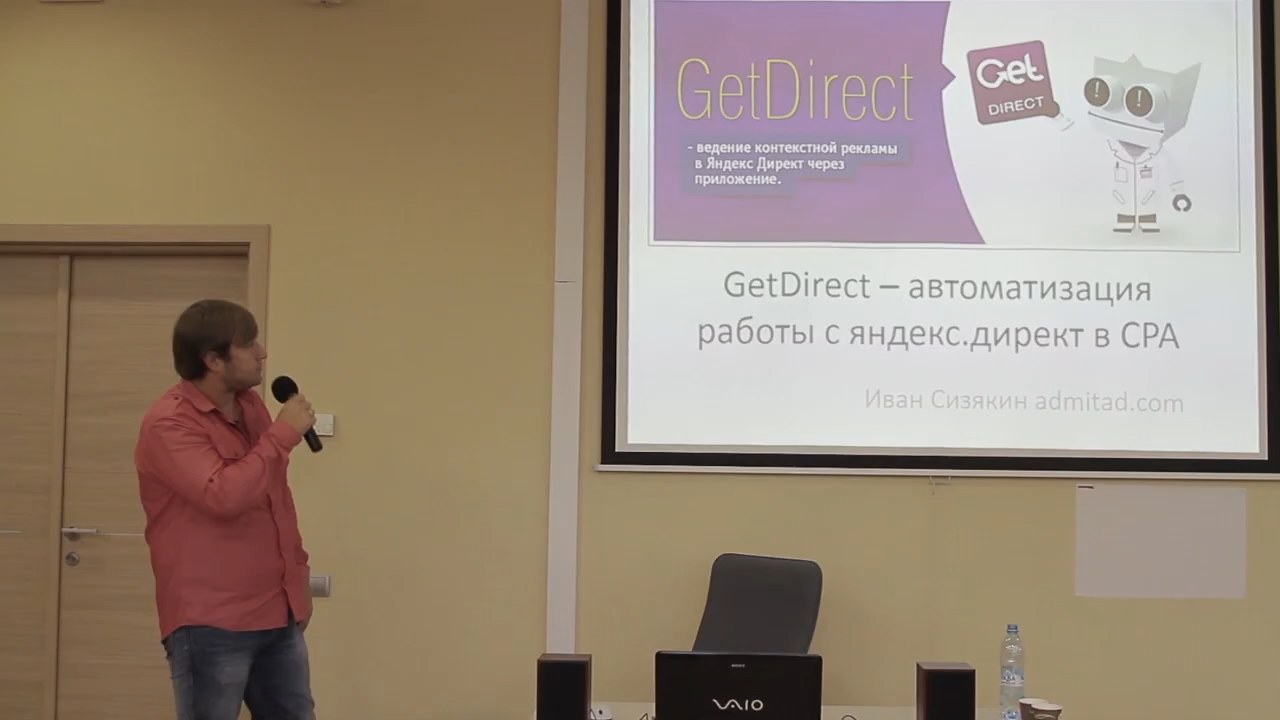 GetDirect
- ведение контекстной рекламы
в Яндекс Директ через
приложение.
Get
DIRECT
GetDirect – автоматизация
работы с яндекс.директ в CPA
Иван Сизякин admitad.com
SONY
VAIO